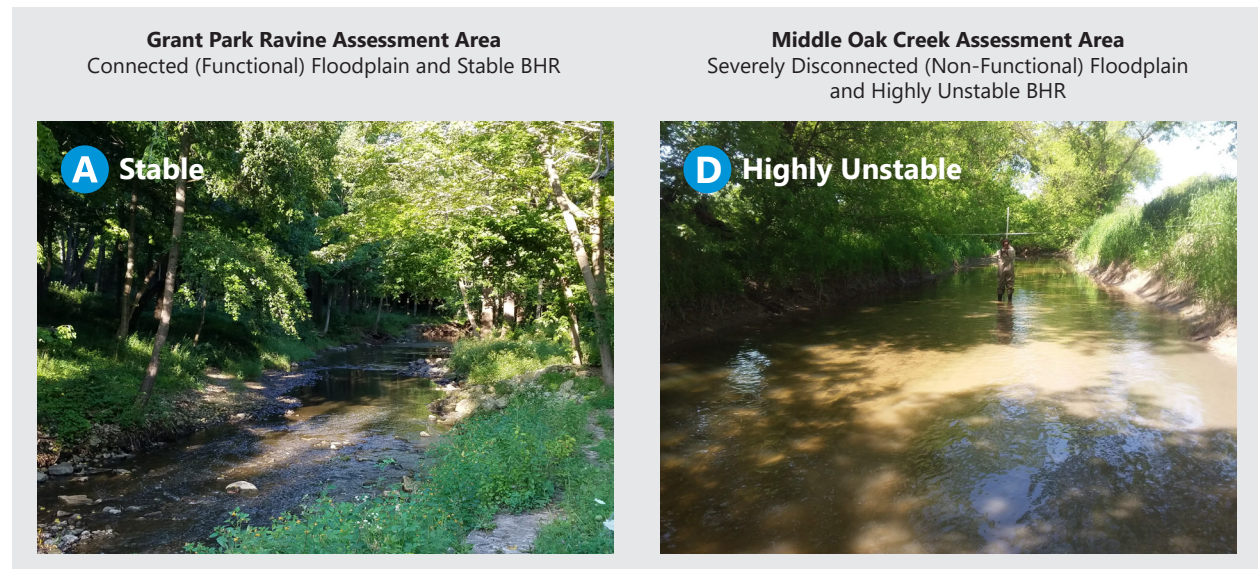 Grant Park Ravine Assessment Area
Connected (Functional) Floodplain and Stable BHR
Middle Oak Creek Assessment Area
Severely Disconnected (Non-Functional) Floodplain
and Highly Unstable BHR
A Stable
D Highly Unstable